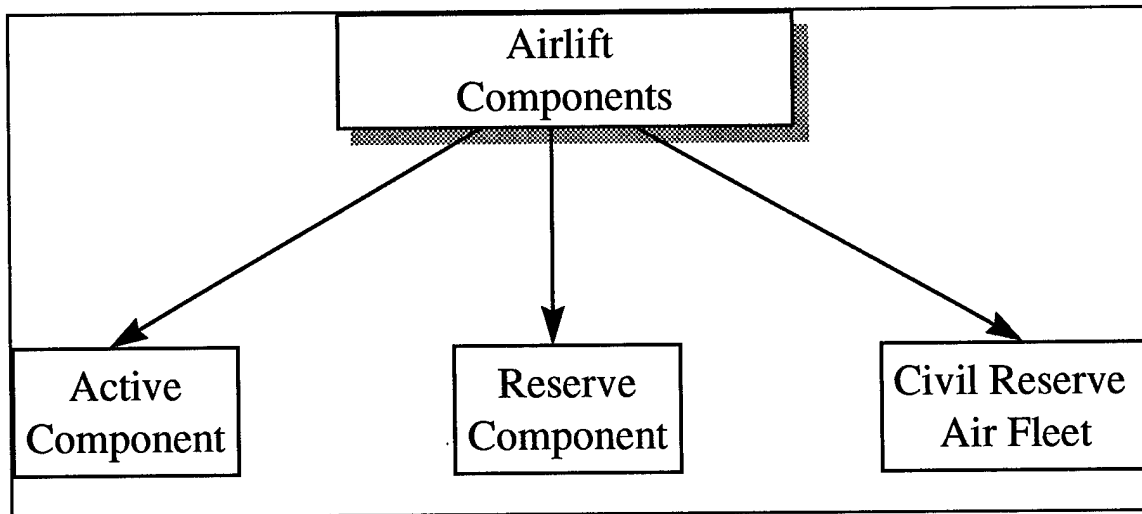 Airlift
Components
Active
Component
Reserve
Component
Civil Reserve
Air Fleet